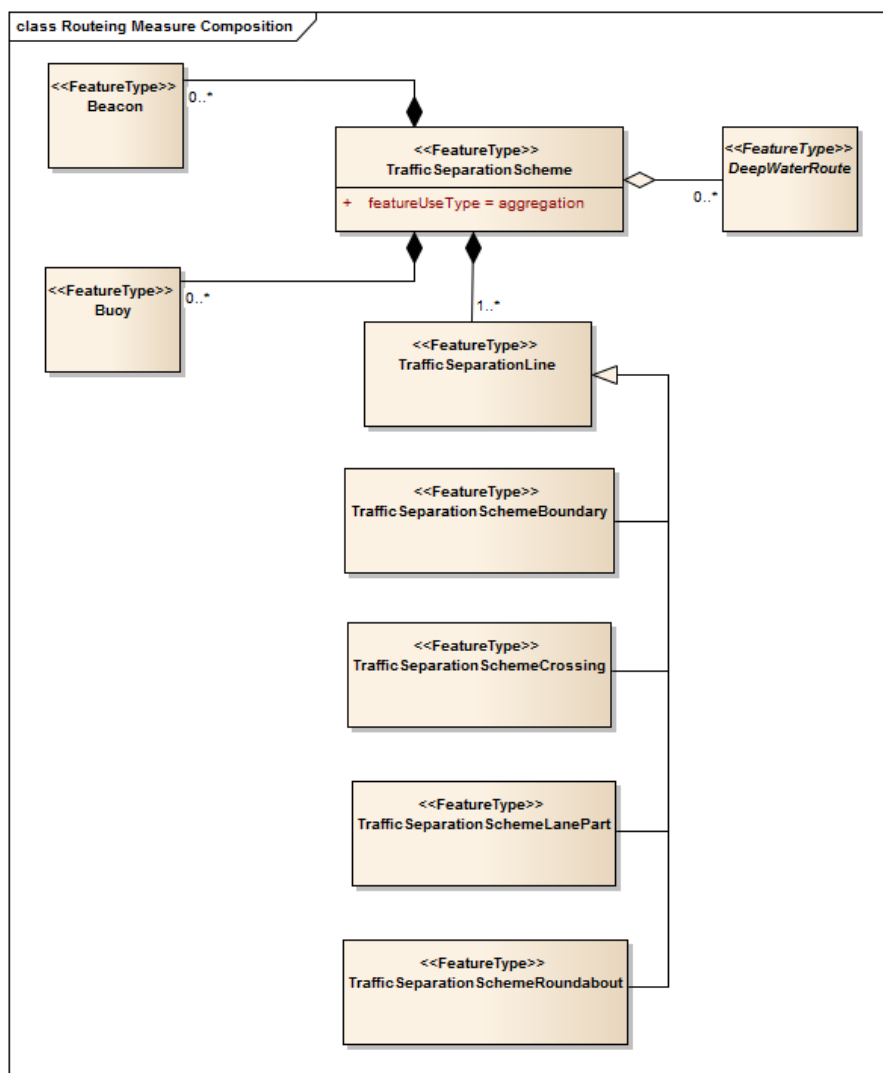 class Routeing Measure Composition
<<FeatureType>>
Beacon
0..*
<<FeatureType>>
TrafficSeparationScheme
+ featureUseType = aggregation
<<FeatureType>>
DeepWaterRoute
0..*
<<FeatureType>>
Buoy
0..*
1..*
<<FeatureType>>
TrafficSeparationLine
<<FeatureType>>
TrafficSeparationSchemeBoundary
<<FeatureType>>
TrafficSeparationSchemeCrossing
<<FeatureType>>
TrafficSeparationSchemeLanePart
<<FeatureType>>
TrafficSeparationSchemeRoundabout